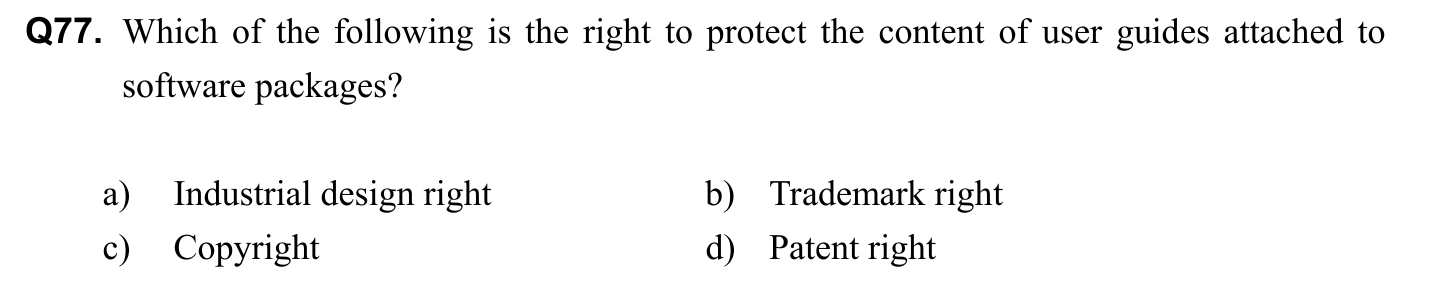 Q77. Which of the following is the right to protect the content of user guides attached to
software packages?
a) Industrial design right b) Trademark right
c) Copyright d) Patent right